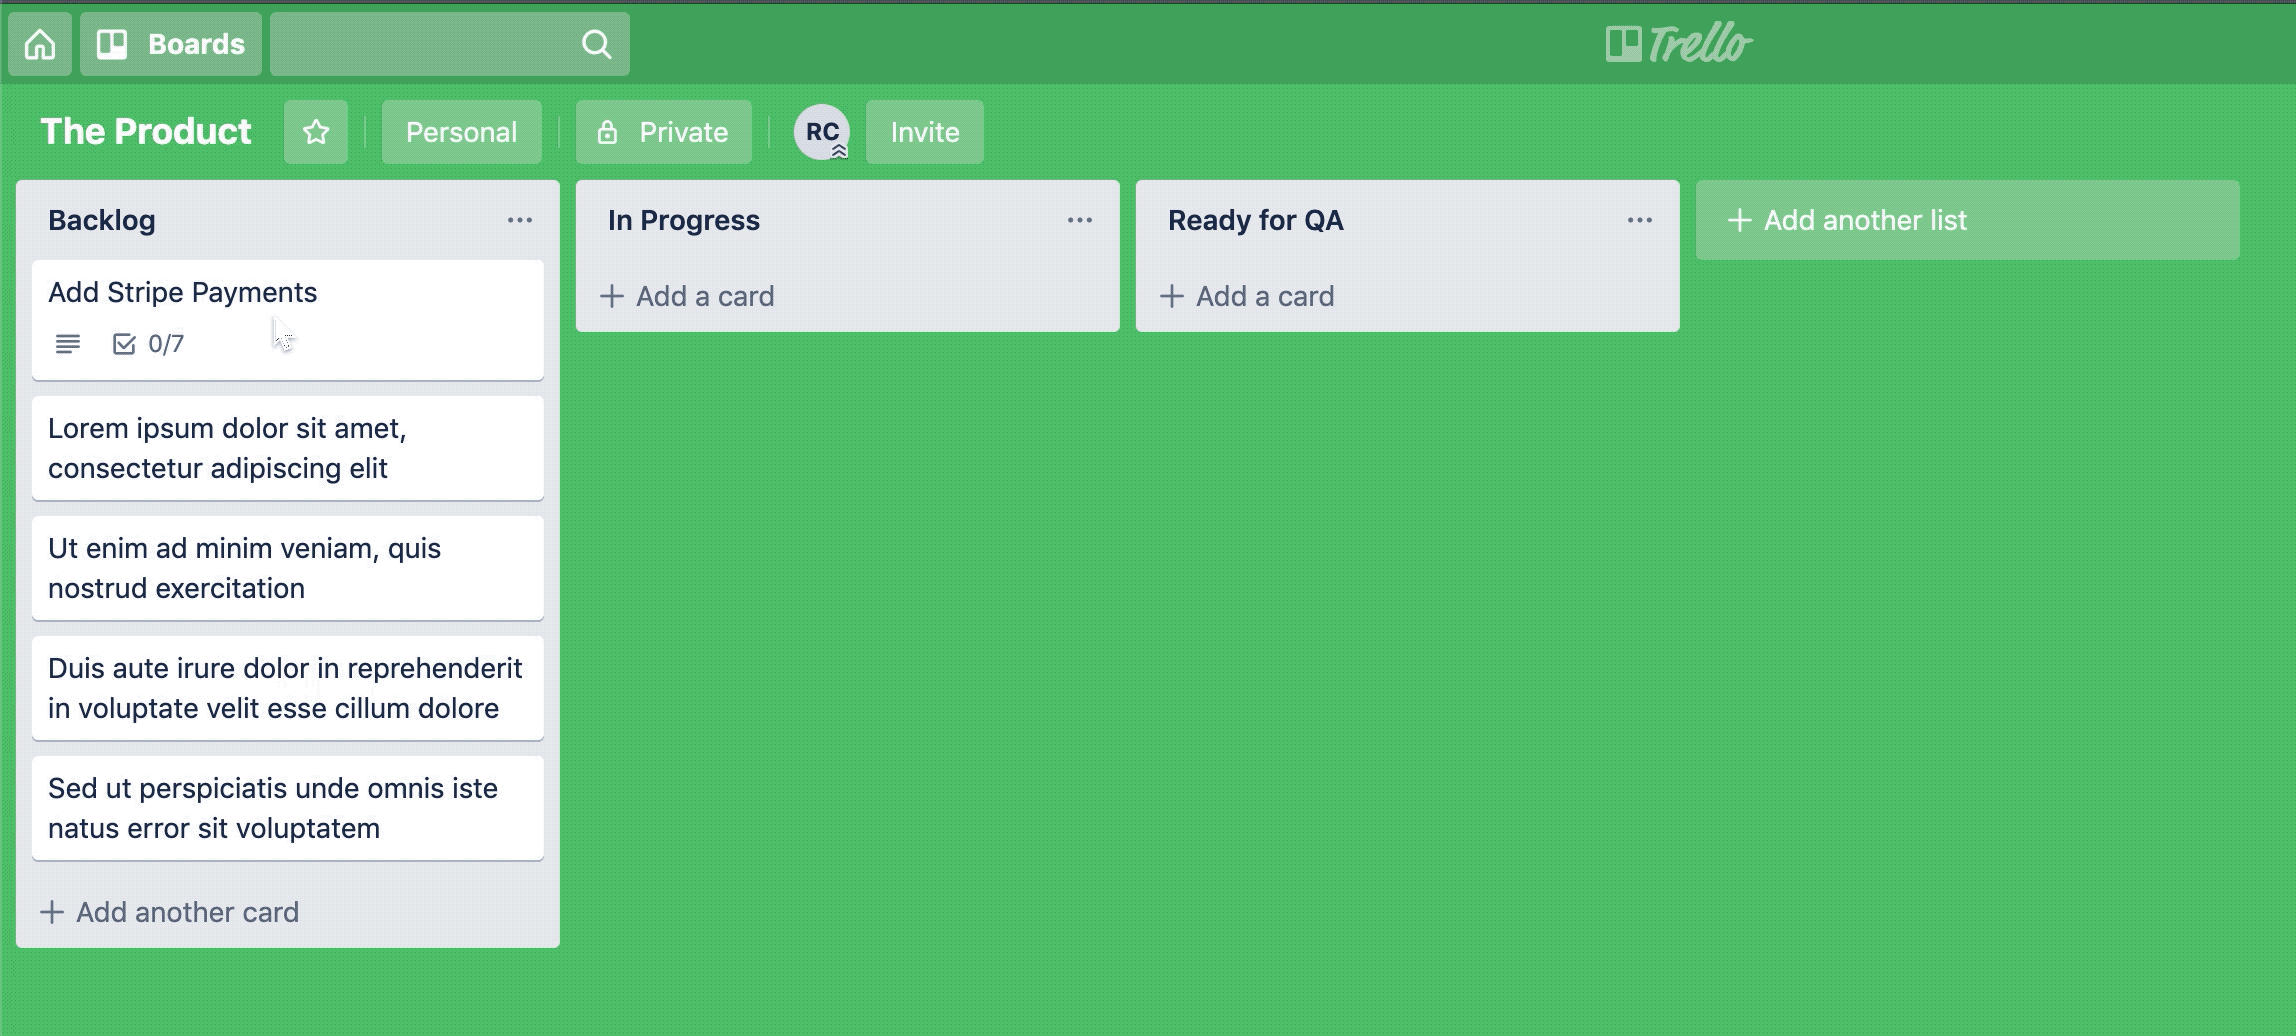 Boards
Trello
The Product
Personal
Private
RC
Invite
Backlog
Add Stripe Payments
0/7
Lorem ipsum dolor sit amet,
consectetur adipiscing elit
Ut enim ad minim veniam, quis
nostrud exercitation
Duis aute irure dolor in reprehenderit
in voluptate velit esse cillum dolore
Sed ut perspiciatis unde omnis iste
natus error sit voluptatem
+ Add another card
In Progress
+ Add a card
Ready for QA
+ Add a card
+ Add another list